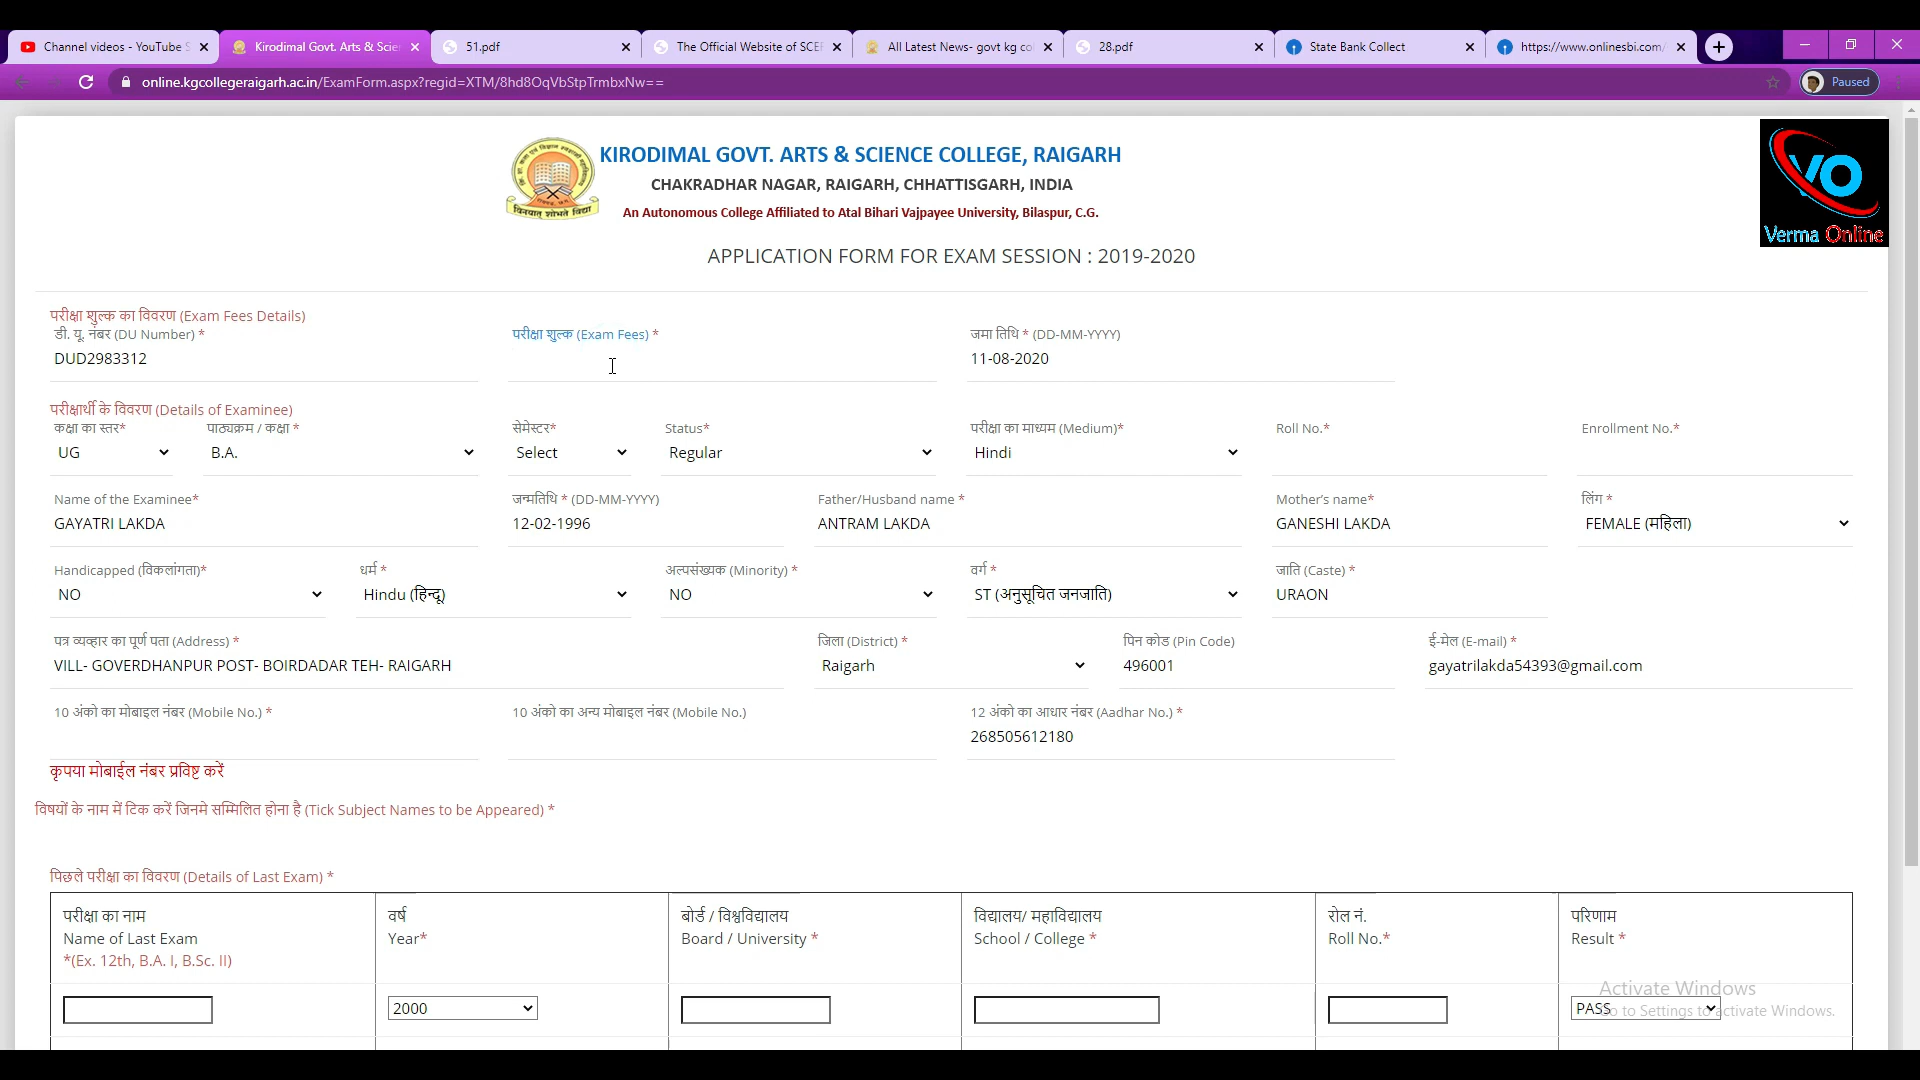 Channel videos - YouTube S
Kirodimal Govt. Arts & Scie
51.pdf
The Official Website of SCE
All Latest News- govt kg co
28.pdf
State Bank Collect
https://www.onlinesbi.com/
online.kgcollegeraigarh.ac.in/ExamForm.aspx?regid=XTM/8hd8OqVbStpTrmbxNw==
Paused
KIRODIMAL GOVT. ARTS & SCIENCE COLLEGE, RAIGARH
CHAKRADHAR NAGAR, RAIGARH, CHHATTISGARH, INDIA
An Autonomous College Affiliated to Atal Bihari Vajpayee University, Bilaspur, C.G.
विनयात् शोभते विद्या
VO
Verma Online
APPLICATION FORM FOR EXAM SESSION : 2019-2020
परीक्षा शुल्क का विवरण (Exam Fees Details)
डी. यू. नंबर (DU Number) * परीक्षा शुल्क (Exam Fees) * जमा तिथि * (DD-MM-YYYY)
DUD2983312 11-08-2020
परीक्षार्थी के विवरण (Details of Examinee)
कक्षा का स्तर* पाठ्यक्रम / कक्षा * सेमेस्टर* Status* परीक्षा का माध्यम (Medium)* Roll No.* Enrollment No.*
UG B.A. Select Regular Hindi
Name of the Examinee* जन्मतिथि * (DD-MM-YYYY) Father/Husband name * Mother's name* लिंग *
GAYATRI LAKDA 12-02-1996 ANTRAM LAKDA GANESHI LAKDA FEMALE (महिला)
Handicapped (विकलांगता)* धर्म * अल्पसंख्यक (Minority) * वर्ग * जाति (Caste) *
NO Hindu (हिन्दू) NO ST (अनुसूचित जनजाति) URAON
पत्र व्यव्हार का पूर्ण पता (Address) * जिला (District) * पिन कोड (Pin Code) ई-मेल (E-mail) *
VILL- GOVERDHANPUR POST- BOIRDADAR TEH- RAIGARH Raigarh 496001 gayatrilakda54393@gmail.com
10 अंको का मोबाइल नंबर (Mobile No.) * 10 अंको का अन्य मोबाइल नंबर (Mobile No.) 12 अंको का आधार नंबर (Aadhar No.) *
268505612180
कृपया मोबाईल नंबर प्रविष्ट करें
विषयों के नाम में टिक करें जिनमे सम्मिलित होना है (Tick Subject Names to be Appeared) *
पिछले परीक्षा का विवरण (Details of Last Exam) *
परीक्षा का नाम वर्ष बोर्ड / विश्वविद्यालय विद्यालय/ महाविद्यालय रोल नं. परिणाम
Name of Last Exam Year* Board / University * School / College * Roll No.* Result *
*(Ex. 12th, B.A. I, B.Sc. II)
2000 PASS
Activate Windows
Go to Settings to activate Windows.